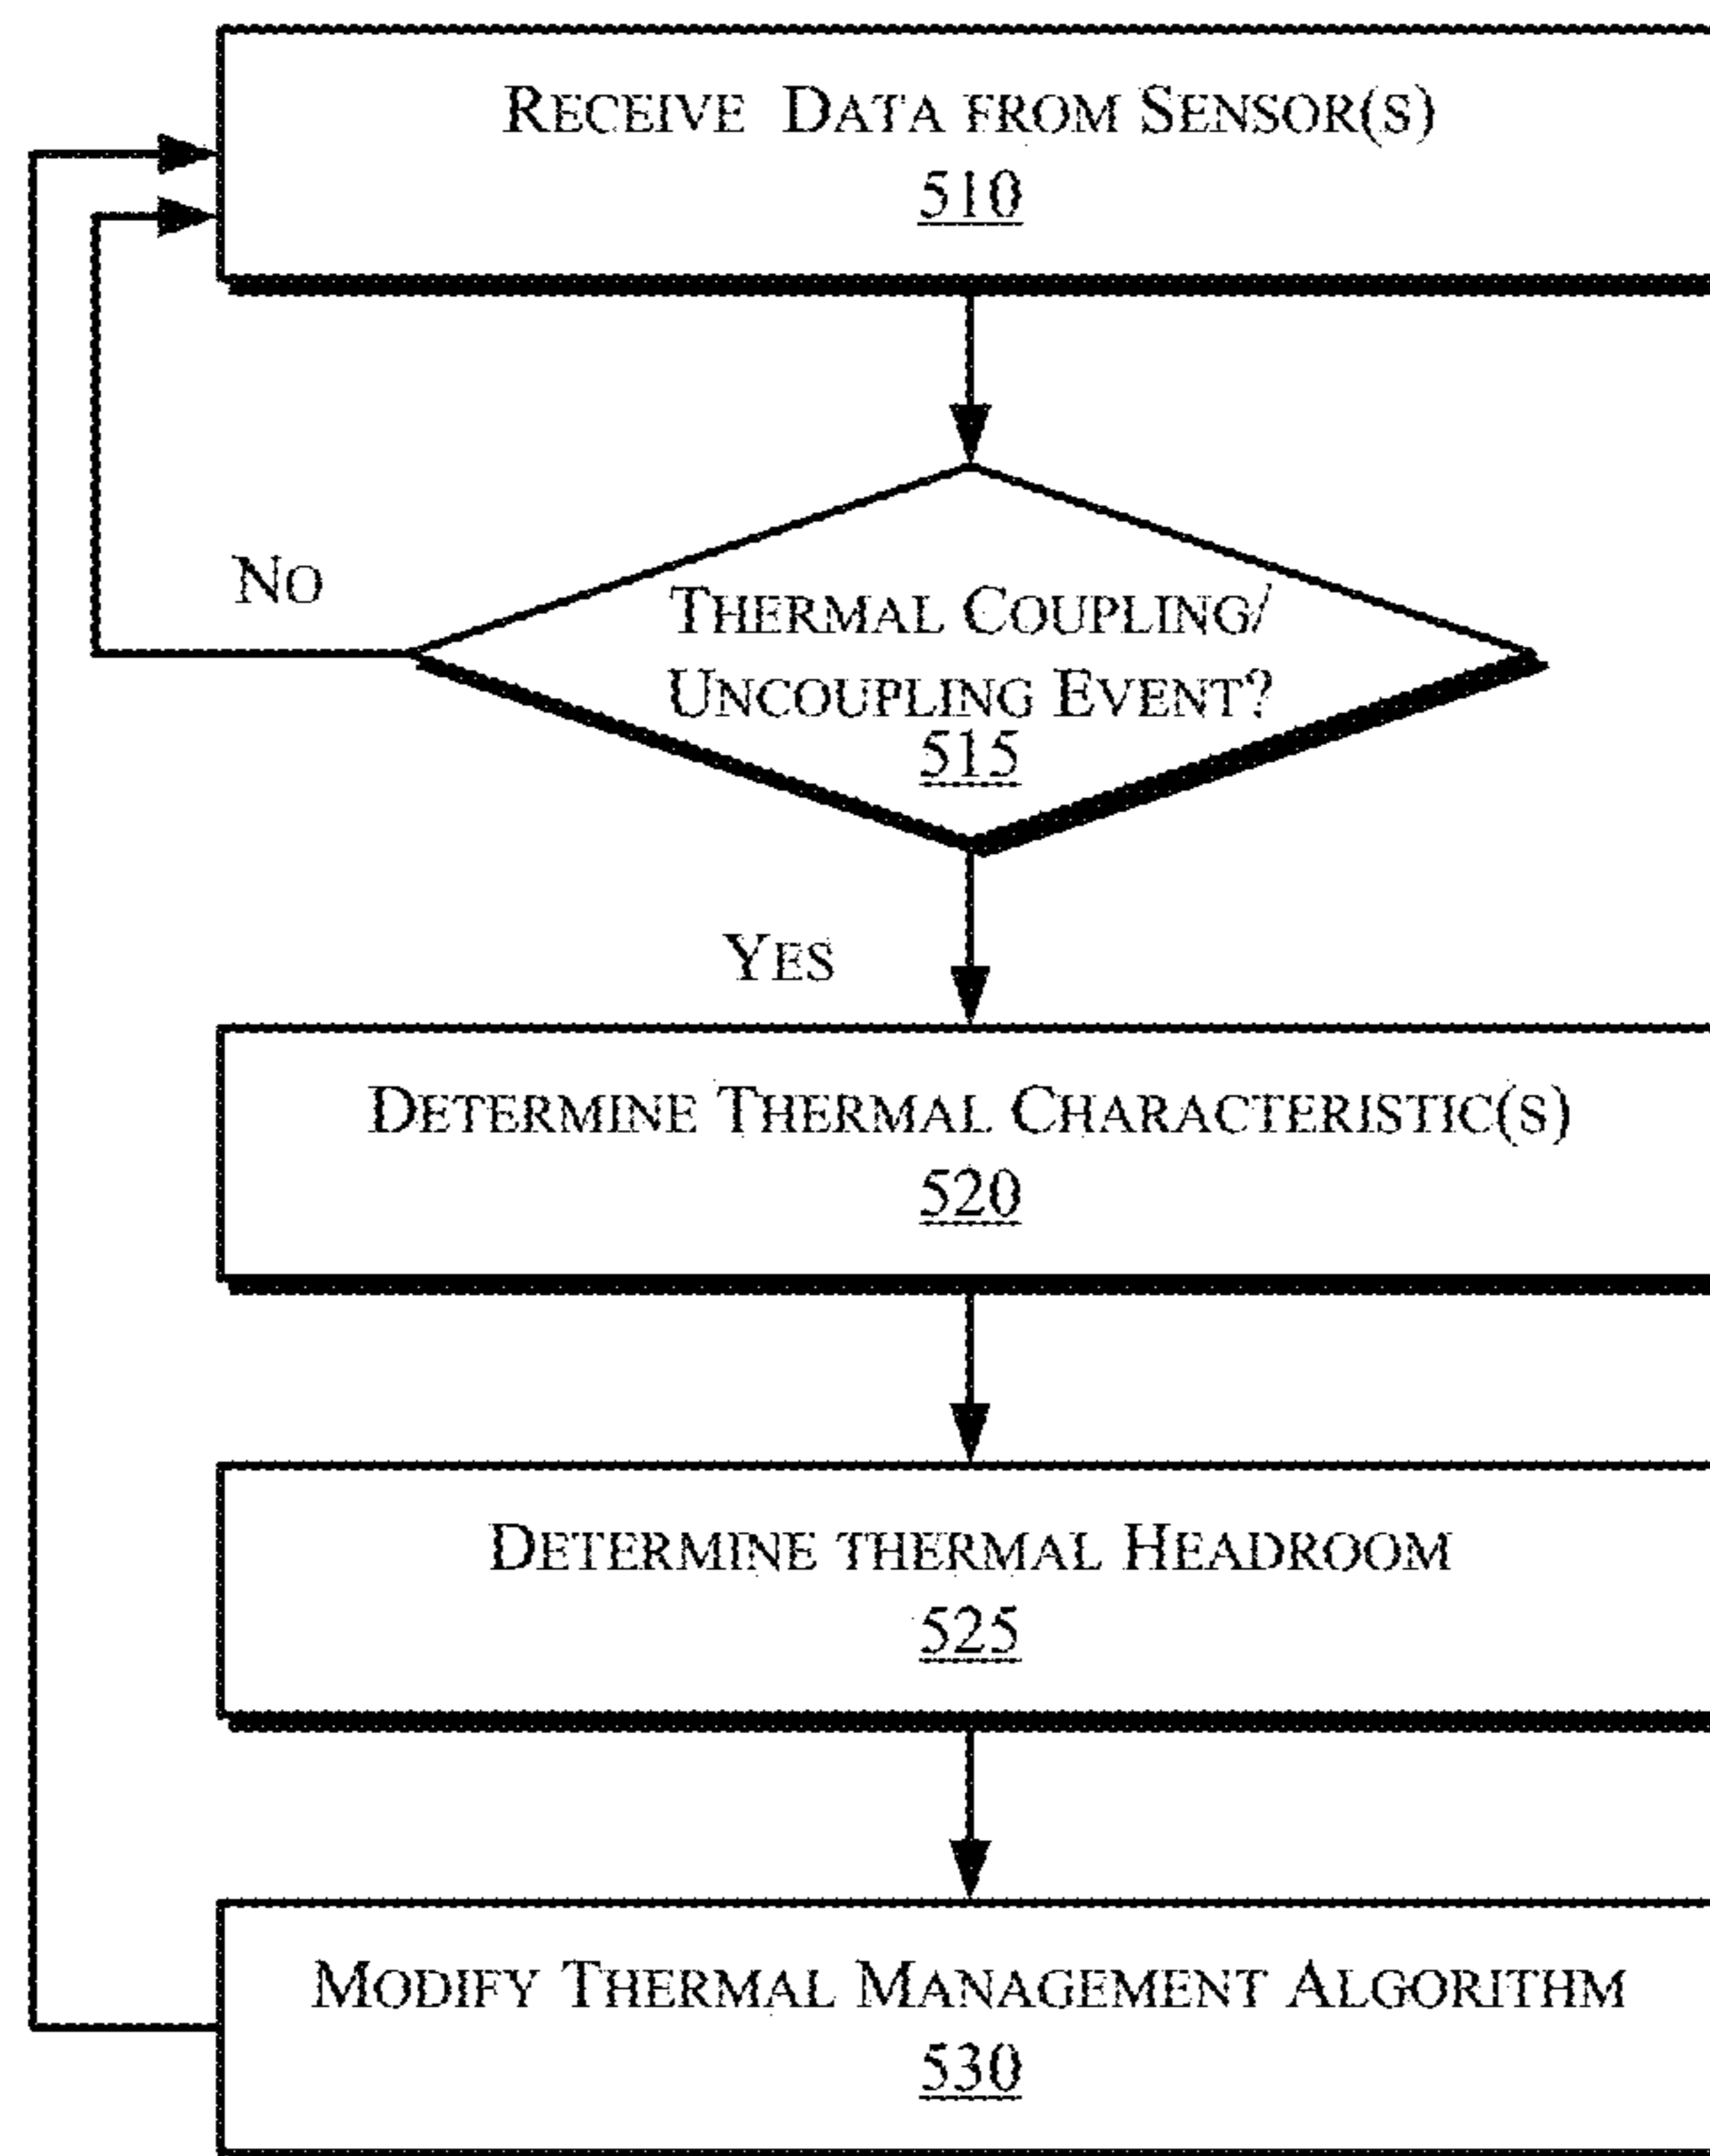 RECEIVE DATA FROM SENSOR(S)
510
NO
THERMAL COUPLING/
UNCOUPLING EVENT?
515
YES
DETERMINE THERMAL CHARACTERISTIC(S)
520
DETERMINE THERMAL HEADROOM
525
MODIFY THERMAL MANAGEMENT ALGORITHM
530